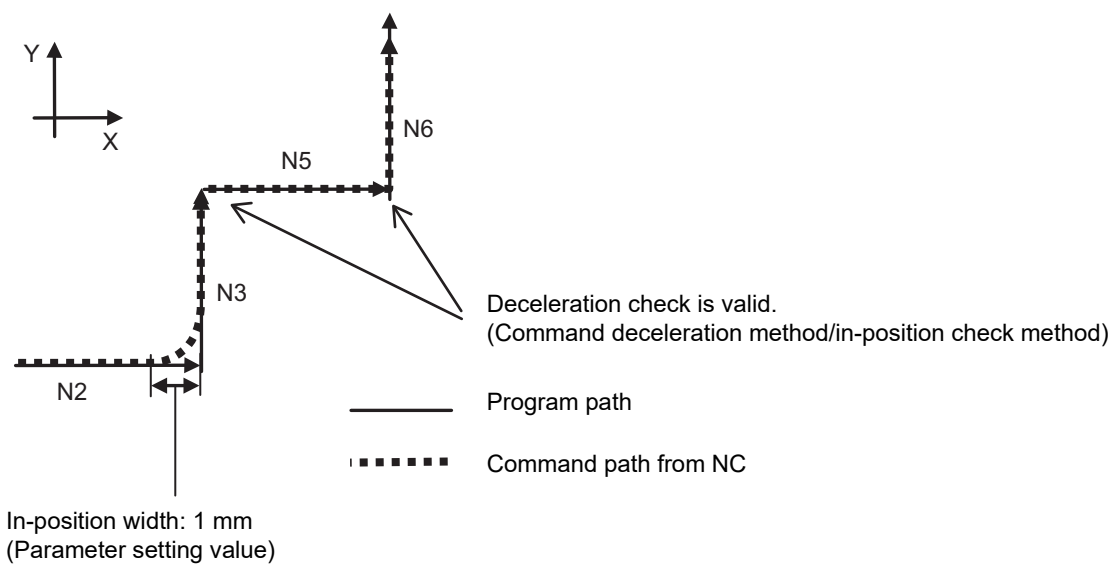 Y
X
N6
N5
N3
Deceleration check is valid.
(Command deceleration method/in-position check method)
N2
Program path
Command path from NC
In-position width: 1 mm
(Parameter setting value)